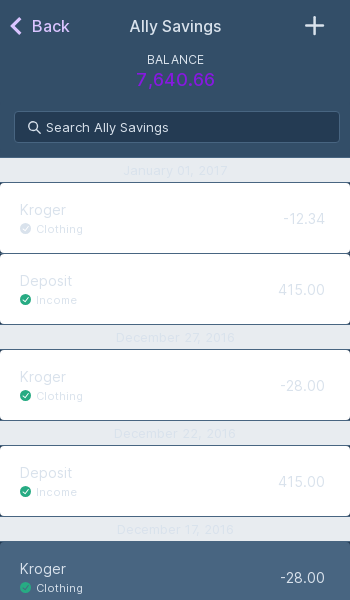 Back
Ally Savings
BALANCE
7,640.66
Search Ally Savings
January 01, 2017
Kroger
-12.34
Clothing
Deposit
415.00
Income
December 27, 2016
Kroger
-28.00
Clothing
December 22, 2016
Deposit
415.00
Income
December 17, 2016
Kroger
-28.00
Clothing